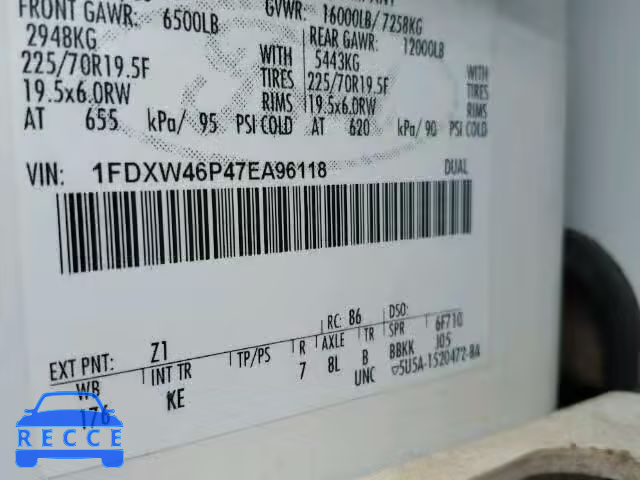 FRONT GAWR: 6500LB GVWR: 16000LB/ 7258KG
2948KG REAR GAWR: 12000LB
225/70R19.5F WITH 5443KG
19.5x6.0RW TIRES 225/70R19.5F WITH
RIMS 19.5x6.0RW TIRES
RIMS
AT 655 kPa/ 95 PSI COLD AT 620 kPa/ 90 PSI COLD
VIN: 1FDXW46P47EA96118 DUAL
EXT PNT: Z1 RC: 86 DSO:
WB INT TR TP/PS R AXLE TR SPR 6F710
176 KE 7 8L B BBKK J05
UNC 5U5A-1520472-BA
RECCE